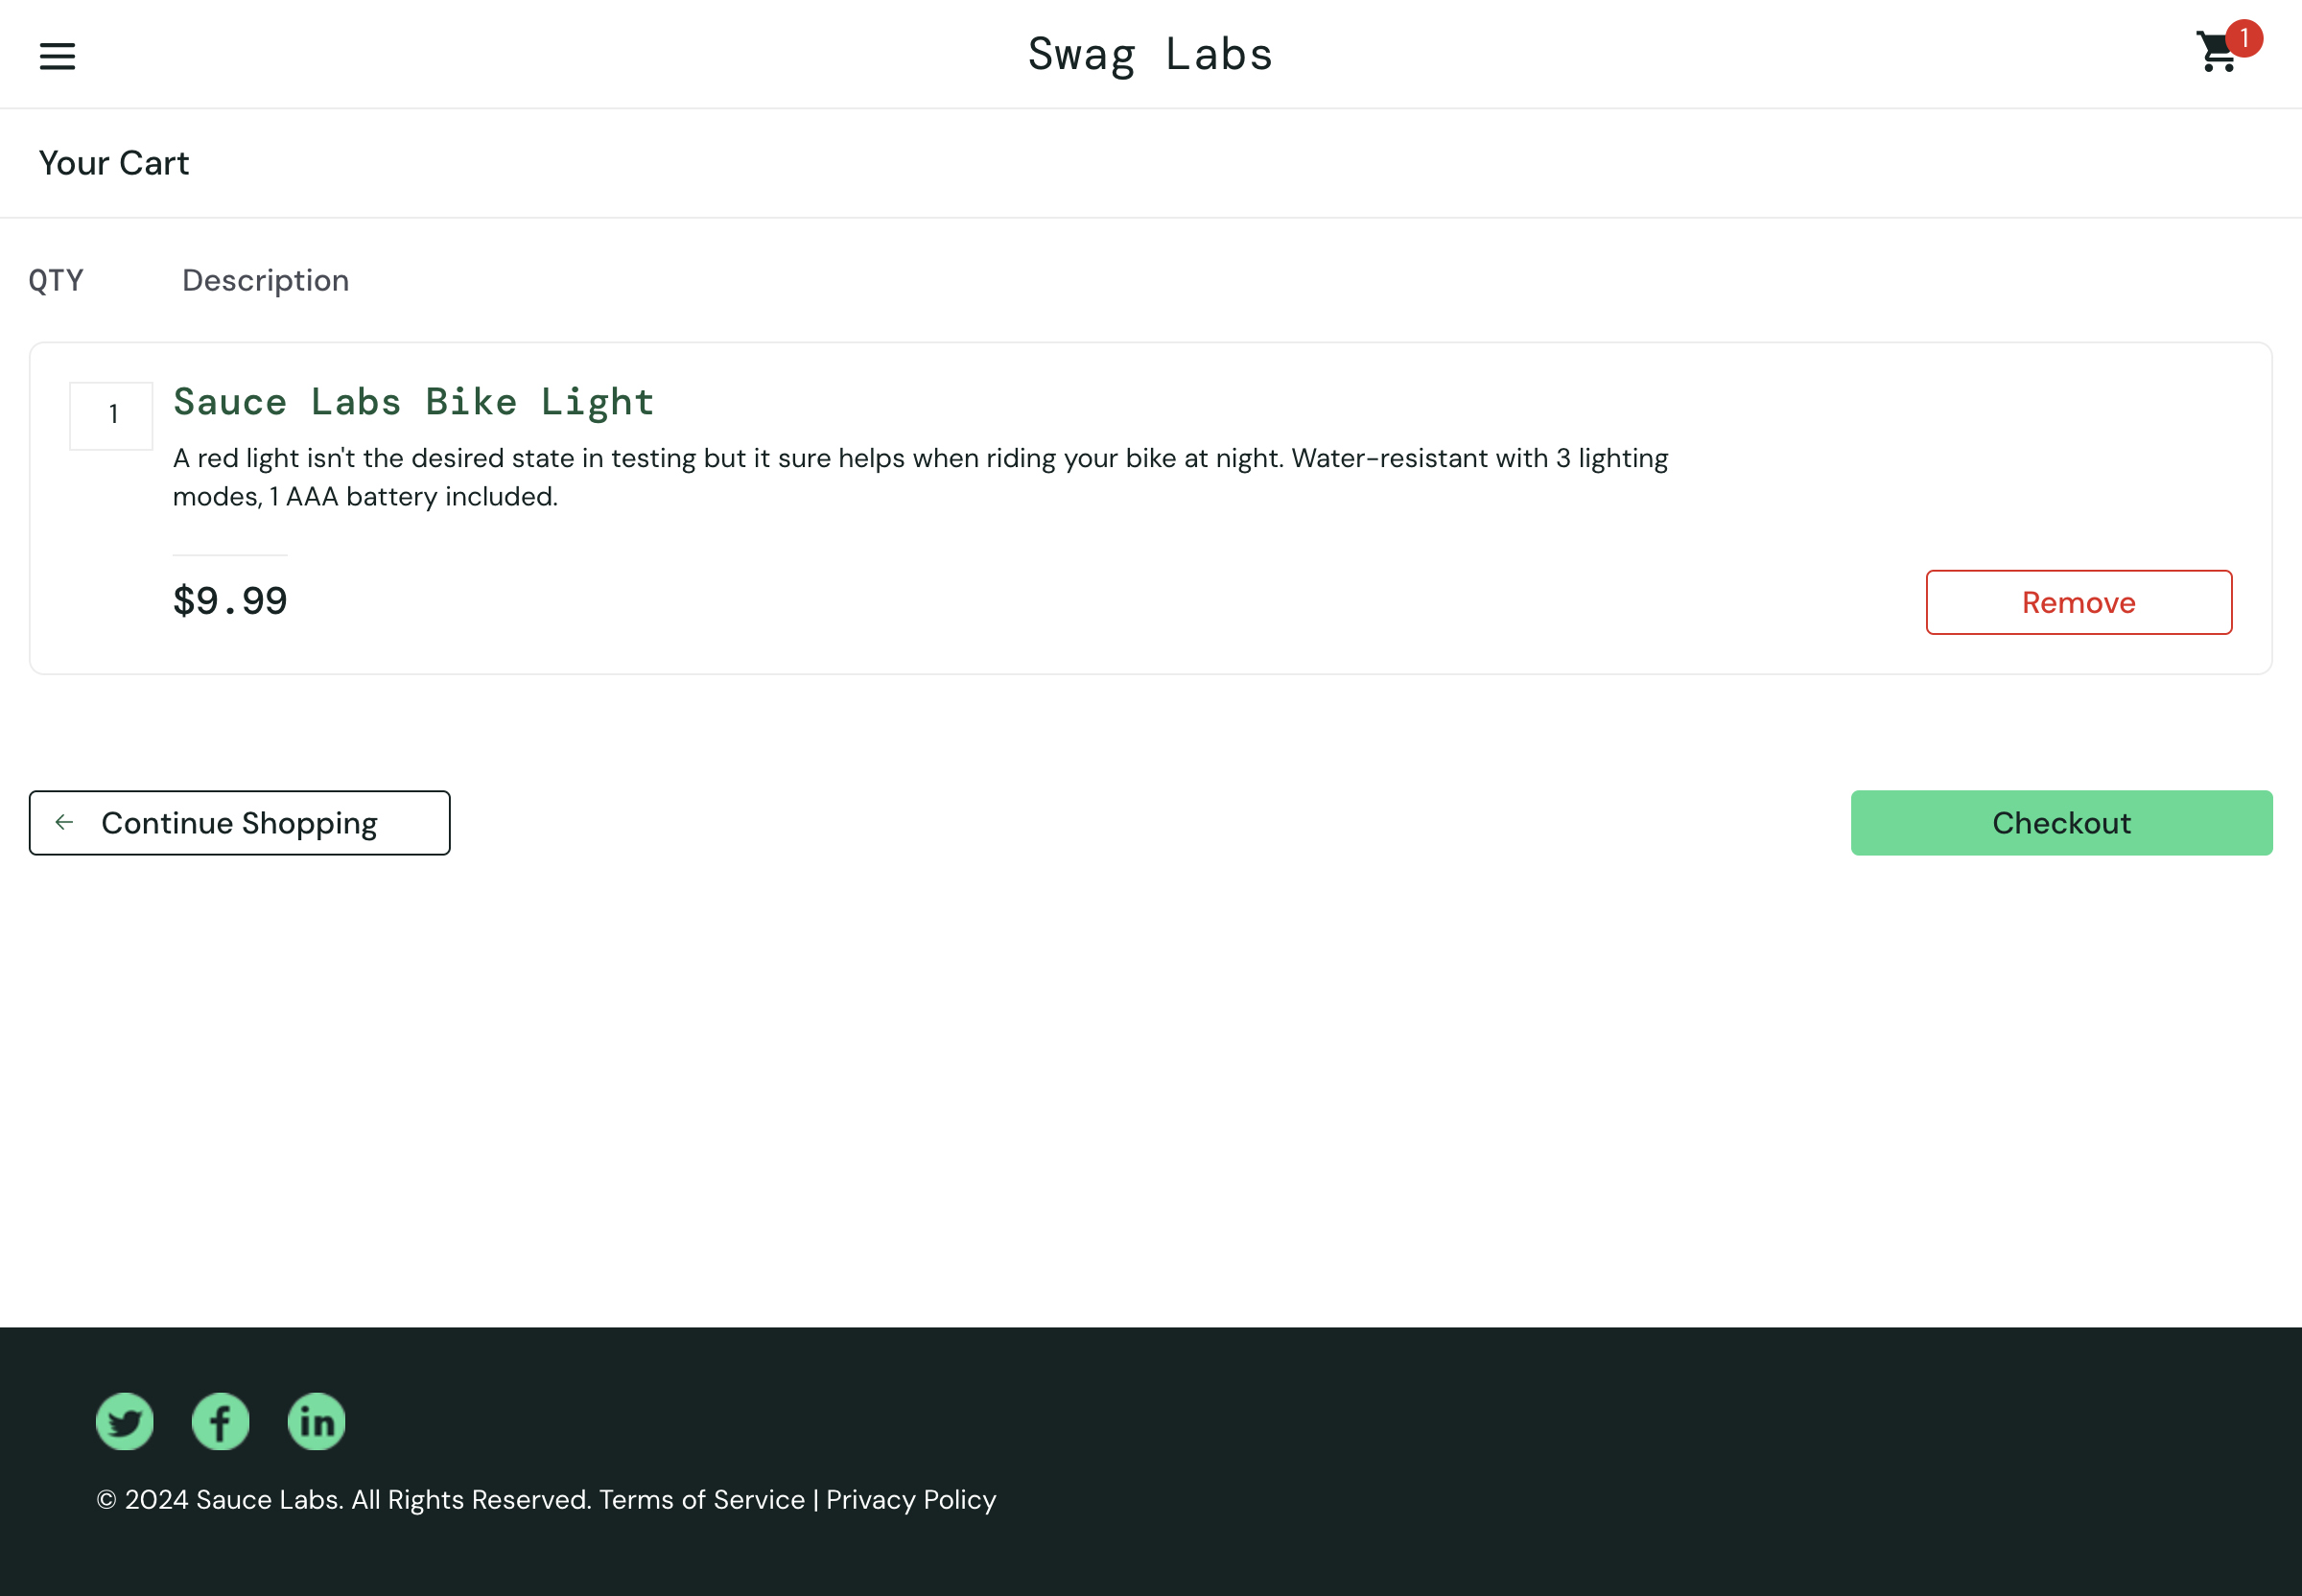 Swag Labs
1
Your Cart
QTY Description
1
Sauce Labs Bike Light
A red light isn't the desired state in testing but it sure helps when riding your bike at night. Water-resistant with 3 lighting
modes, 1 AAA battery included.
$9.99
Remove
Continue Shopping
Checkout
© 2024 Sauce Labs. All Rights Reserved. Terms of Service | Privacy Policy